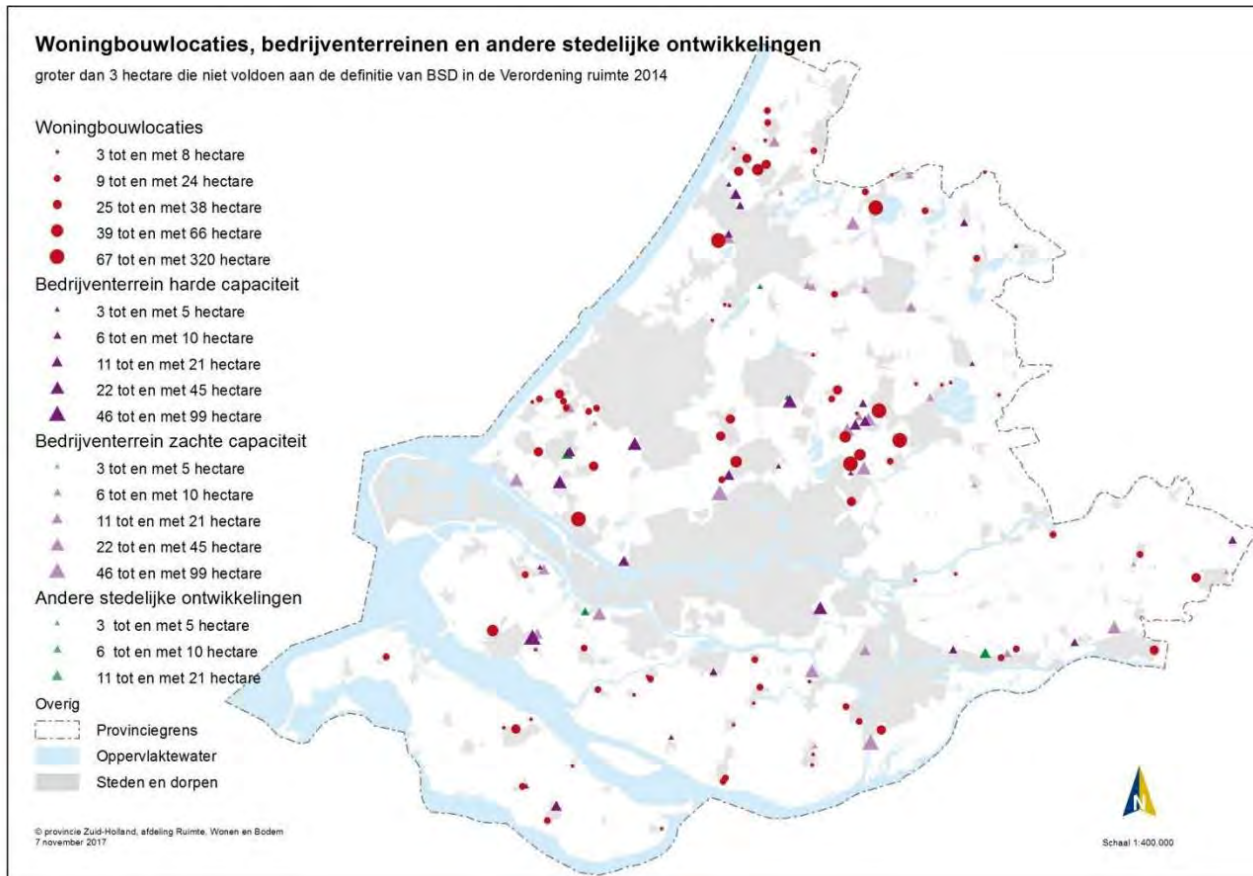 Woningbouwlocaties, bedrijventerreinen en andere stedelijke ontwikkelingen
groter dan 3 hectare die niet voldoen aan de definitie van BSD in de Verordening ruimte 2014
Woningbouwlocaties
3 tot en met 8 hectare
9 tot en met 24 hectare
25 tot en met 38 hectare
39 tot en met 66 hectare
67 tot en met 320 hectare
Bedrijventerrein harde capaciteit
3 tot en met 5 hectare
6 tot en met 10 hectare
11 tot en met 21 hectare
22 tot en met 45 hectare
46 tot en met 99 hectare
Bedrijventerrein zachte capaciteit
3 tot en met 5 hectare
6 tot en met 10 hectare
11 tot en met 21 hectare
22 tot en met 45 hectare
46 tot en met 99 hectare
Andere stedelijke ontwikkelingen
3 tot en met 5 hectare
6 tot en met 10 hectare
11 tot en met 21 hectare
Overig
Provinciegrens
Oppervlaktewater
Steden en dorpen
© provincie Zuid-Holland, afdeling Ruimte, Wonen en Bodem
7 november 2017
N
Schaal 1:400.000